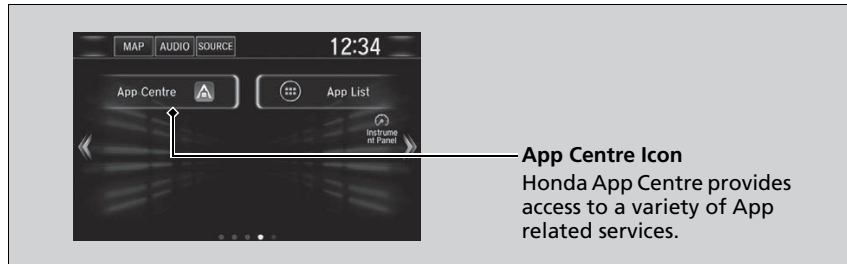 MAP AUDIO SOURCE 12:34
App Centre App List
Instrume
nt Panel
App Centre Icon
Honda App Centre provides
access to a variety of App
related services.